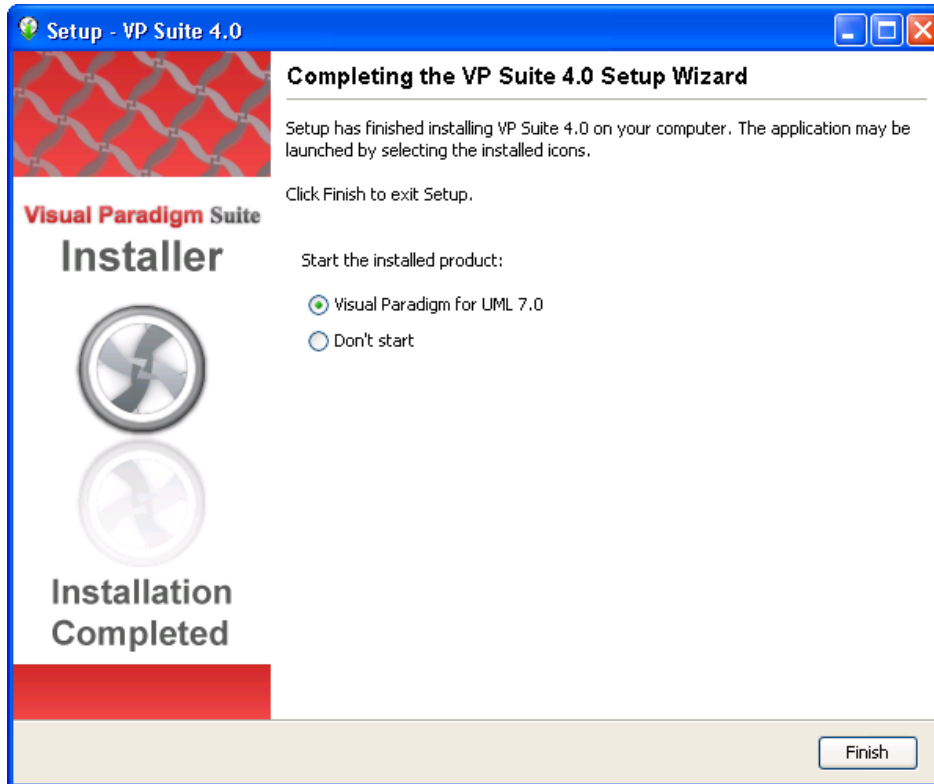 Setup - VP Suite 4.0
Completing the VP Suite 4.0 Setup Wizard
Setup has finished installing VP Suite 4.0 on your computer. The application may be
launched by selecting the installed icons.
Click Finish to exit Setup.
Visual Paradigm Suite
Installer
Start the installed product:
Visual Paradigm for UML 7.0
Don't start
Installation
Completed
Finish